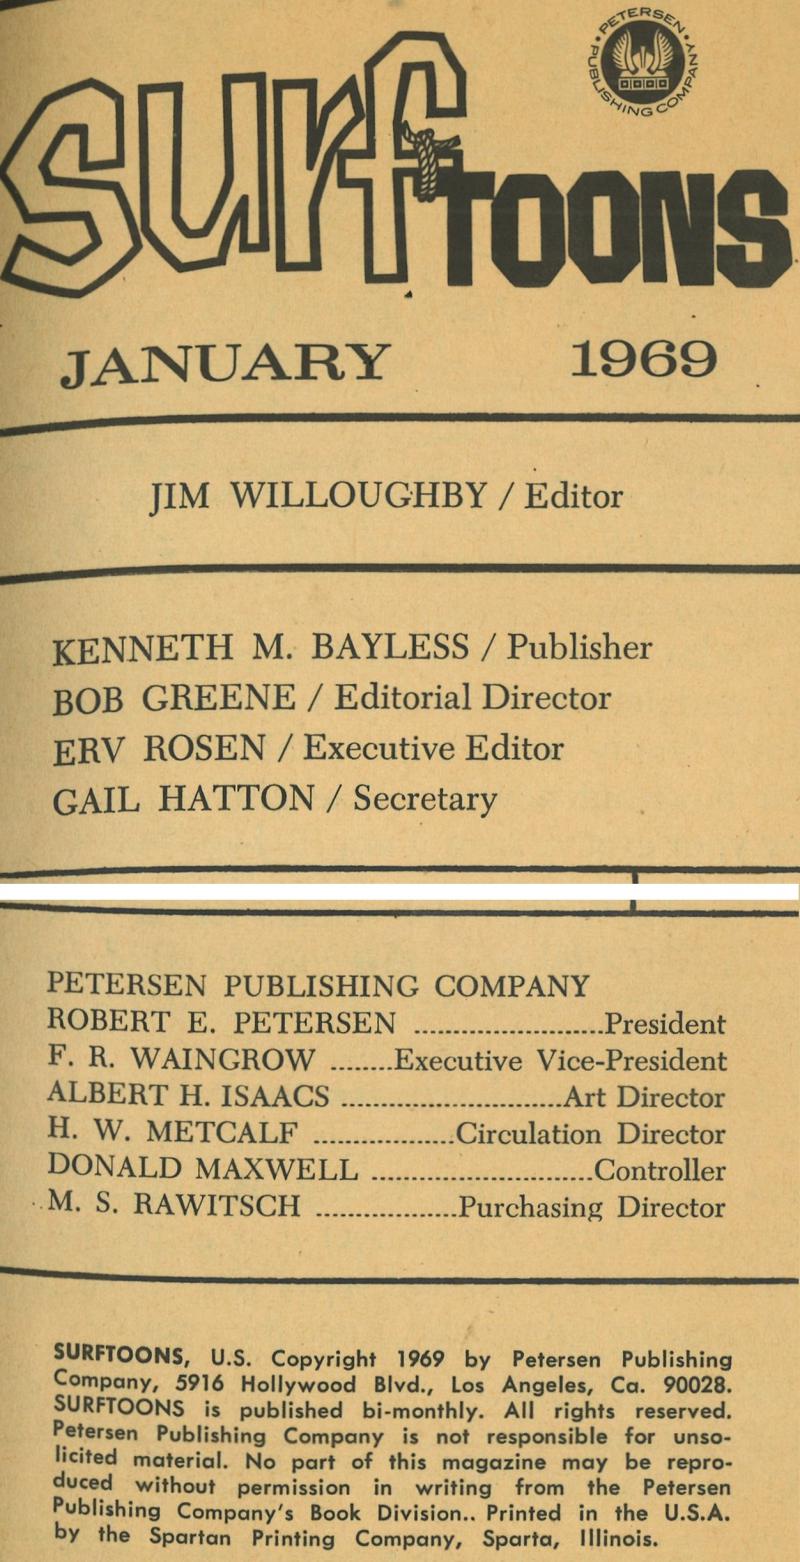 PETERSEN PUBLISHING COMPANY
surfTOONS
JANUARY 1969
JIM WILLOUGHBY / Editor
KENNETH M. BAYLESS / Publisher
BOB GREENE / Editorial Director
ERV ROSEN / Executive Editor
GAIL HATTON / Secretary
PETERSEN PUBLISHING COMPANY
ROBERT E. PETERSEN ........................President
F. R. WAINGROW ........Executive Vice-President
ALBERT H. ISAACS ............................Art Director
H. W. METCALF ..................Circulation Director
DONALD MAXWELL ............................Controller
M. S. RAWITSCH ..................Purchasing Director
SURFTOONS, U.S. Copyright 1969 by Petersen Publishing
Company, 5916 Hollywood Blvd., Los Angeles, Ca. 90028.
SURFTOONS is published bi-monthly. All rights reserved.
Petersen Publishing Company is not responsible for unso-
licited material. No part of this magazine may be repro-
duced without permission in writing from the Petersen
Publishing Company's Book Division.. Printed in the U.S.A.
by the Spartan Printing Company, Sparta, Illinois.